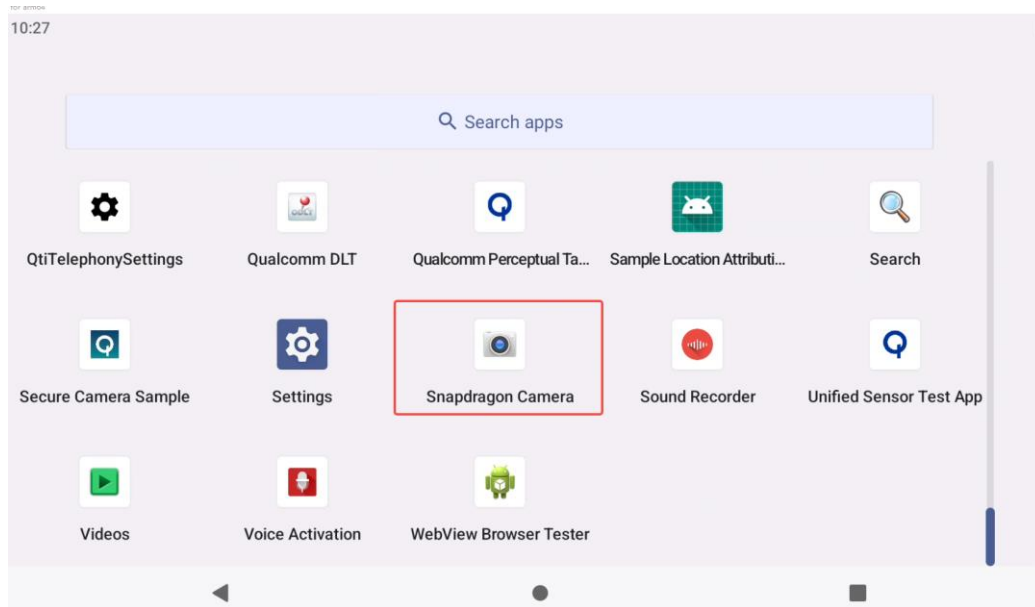 10:27
Search apps
QtiTelephonySettings Qualcomm DLT Qualcomm Perceptual Ta... Sample Location Attributi... Search
Secure Camera Sample Settings Snapdragon Camera Sound Recorder Unified Sensor Test App
Videos Voice Activation WebView Browser Tester